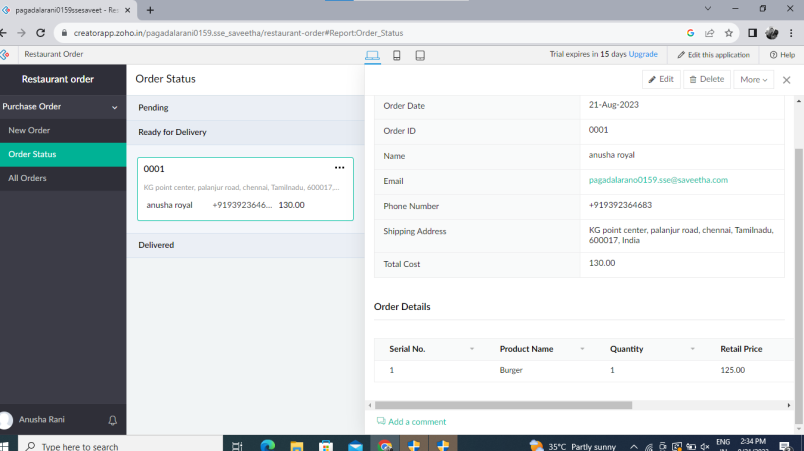 pagadalarani0159ssesaveet - Res
creatorapp.zoho.in/pagadalarani0159.sse_saveetha/restaurant-order#Report:Order_Status
Restaurant Order
Trial expires in 15 days Upgrade
Edit this application
Help
Restaurant order
Purchase Order
New Order
Order Status
All Orders
Anusha Rani
Order Status
Pending
Ready for Delivery
0001
KG point center, palanjur road, chennai, Tamilnadu, 600017,...
anusha royal +9193923646... 130.00
Delivered
Edit Delete More
Order Date 21-Aug-2023
Order ID 0001
Name anusha royal
Email pagadalarano0159.sse@saveetha.com
Phone Number +919392364683
Shipping Address KG point center, palanjur road, chennai, Tamilnadu,
600017, India
Total Cost 130.00
Order Details
Serial No. Product Name Quantity Retail Price
1 Burger 1 125.00
Add a comment
Type here to search
35°C Partly sunny
ENG
2:34 PM